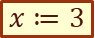 x := 3